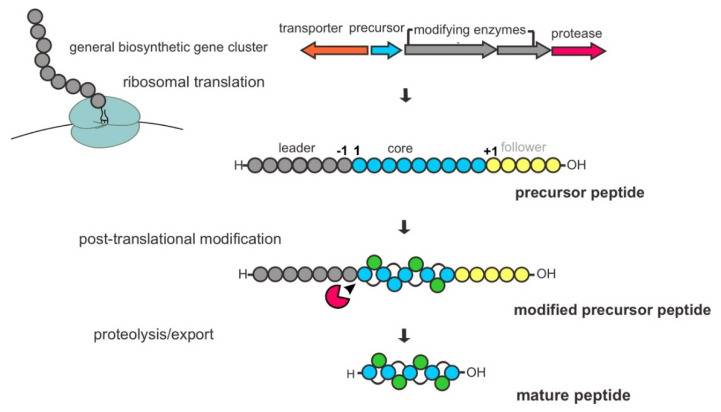 transporter precursor modifying enzymes protease
general biosynthetic gene cluster
ribosomal translation
leader -1 1 core +1 follower
H OH
precursor peptide
post-translational modification
H OH
modified precursor peptide
proteolysis/export
H OH
mature peptide